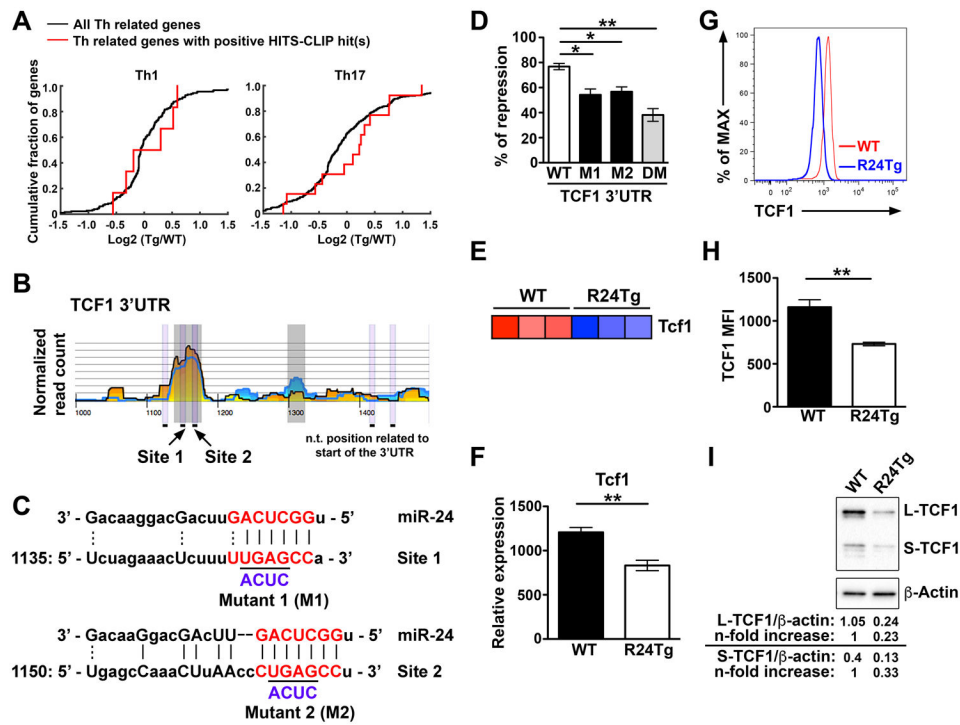 A
All Th related genes
Th related genes with positive HITS-CLIP hit(s)
Cumulative fraction of genes
Th1
1.0
0.8
0.6
0.4
0.2
0
-1.5 -0.5 0 0.5 1.5
Log2 (Tg/WT)
Th17
1.0
0.8
0.6
0.4
0.2
0
-1.5 -1.0 -0.5 0 0.5 1.0 1.5
Log2 (Tg/WT)
B
TCF1 3’UTR
Normalized read count
1000 1100 1200 1300 1400
Site 1 Site 2
n.t. position related to
start of the 3’UTR
C
3’ - GacaaggacGacuuGACUCGGu - 5’ miR-24
1135: 5’ - UcuagaaacUcuuuUUGAGCCa - 3’ Site 1
ACUC
Mutant 1 (M1)
3’ - GacaaggacGAcUU--GACUCGGu - 5’ miR-24
1150: 5’ - UgagcCaaaCUuAAccCUGAGCCu - 3’ Site 2
ACUC
Mutant 2 (M2)
D
% of repression
100
80
60
40
20
0
**
*
*
WT M1 M2 DM
TCF1 3’UTR
E
WT R24Tg
Tcf1
F
Tcf1
Relative expression
1500
1000
500
0
**
WT R24Tg
G
% of MAX
100
80
60
40
20
0
WT
R24Tg
0 10² 10³ 10⁴ 10⁵
TCF1
H
TCF1 MFI
1500
1000
500
0
**
WT R24Tg
I
WT R24Tg
L-TCF1
S-TCF1
β-Actin
L-TCF1/β-actin: 1.05 0.24
n-fold increase: 1 0.23
S-TCF1/β-actin: 0.4 0.13
n-fold increase: 1 0.33